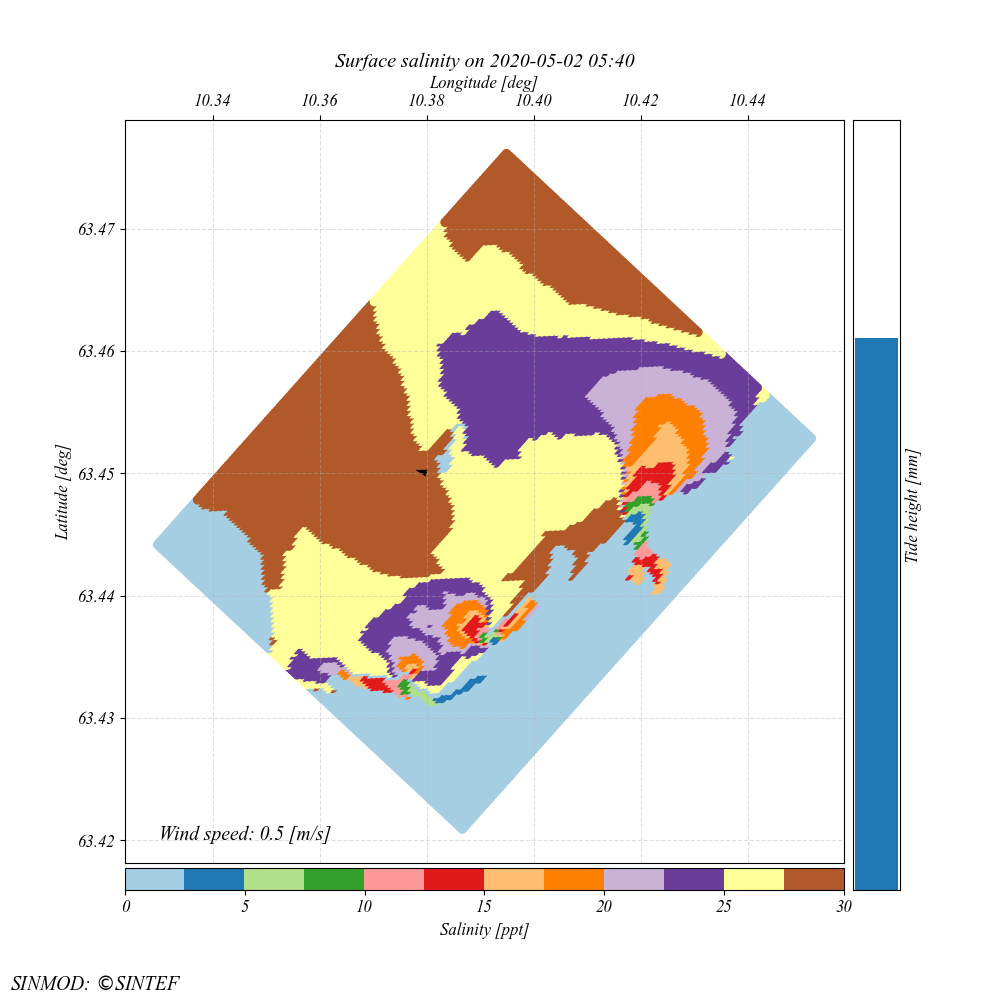 Surface salinity on 2020-05-02 05:40
Longitude [deg]
10.34 10.36 10.38 10.40 10.42 10.44
63.47
63.46
63.45
63.44
63.43
63.42
Latitude [deg]
Tide height [mm]
Wind speed: 0.5 [m/s]
0 5 10 15 20 25 30
Salinity [ppt]
SINMOD: ©SINTEF